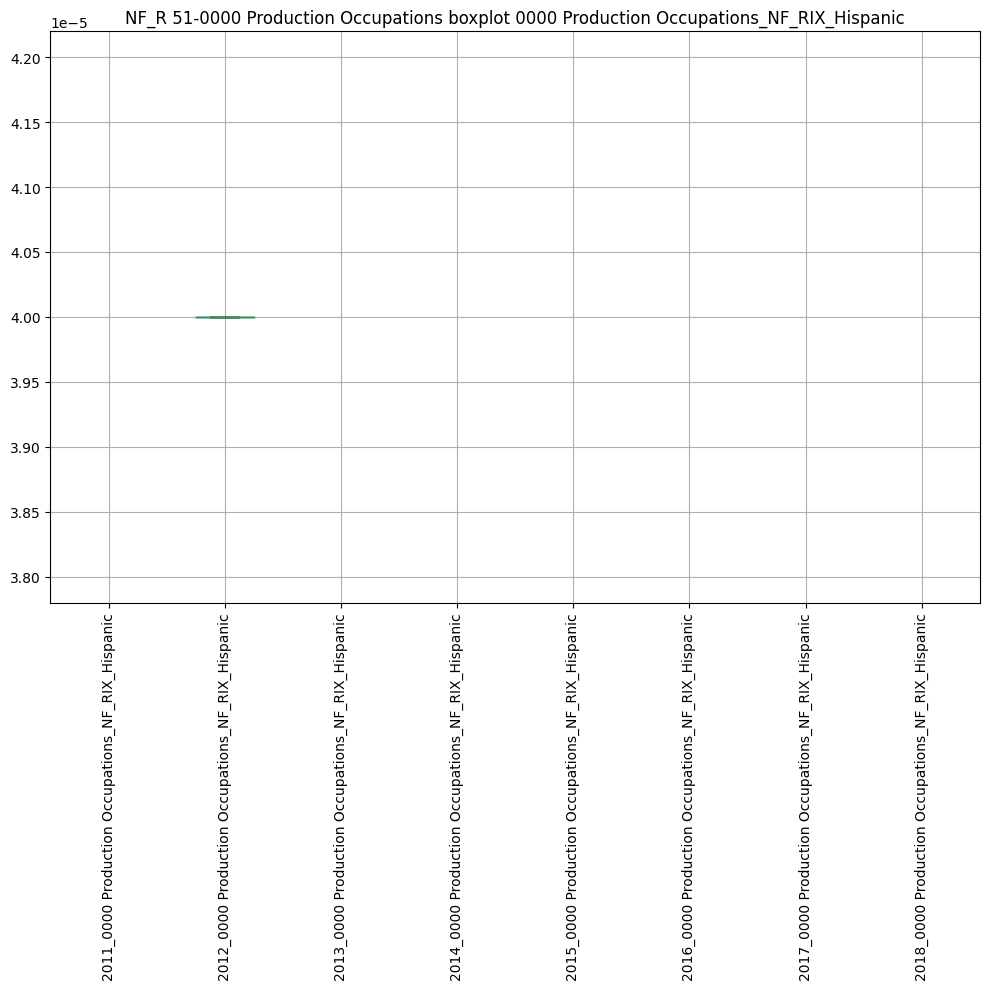 NF_R 51-0000 Production Occupations boxplot 0000 Production Occupations_NF_RIX_Hispanic
1e−5
4.20
4.15
4.10
4.05
4.00
3.95
3.90
3.85
3.80
2011_0000 Production Occupations_NF_RIX_Hispanic
2012_0000 Production Occupations_NF_RIX_Hispanic
2013_0000 Production Occupations_NF_RIX_Hispanic
2014_0000 Production Occupations_NF_RIX_Hispanic
2015_0000 Production Occupations_NF_RIX_Hispanic
2016_0000 Production Occupations_NF_RIX_Hispanic
2017_0000 Production Occupations_NF_RIX_Hispanic
2018_0000 Production Occupations_NF_RIX_Hispanic